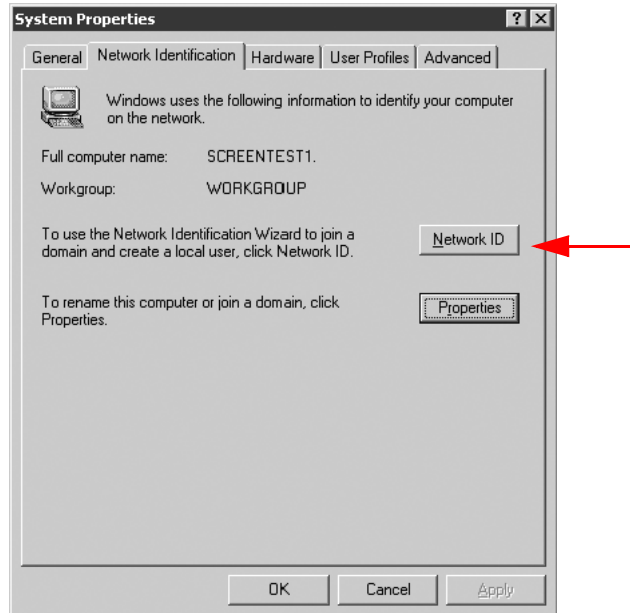 System Properties
General Network Identification Hardware User Profiles Advanced
Windows uses the following information to identify your computer
on the network.
Full computer name: SCREENTEST1.
Workgroup: WORKGROUP
To use the Network Identification Wizard to join a
domain and create a local user, click Network ID.
Network ID
To rename this computer or join a domain, click
Properties.
Properties
OK Cancel Apply